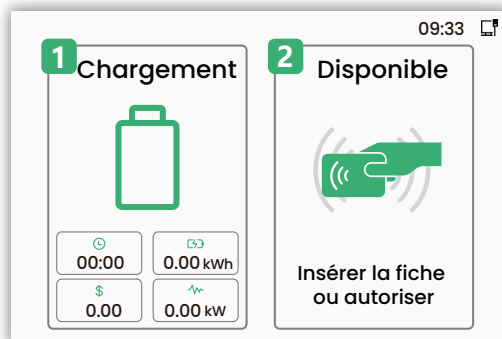 09:33
1
Chargement
00:00
0.00 kWh
$
0.00
0.00 kW
2
Disponible
Insérer la fiche
ou autoriser